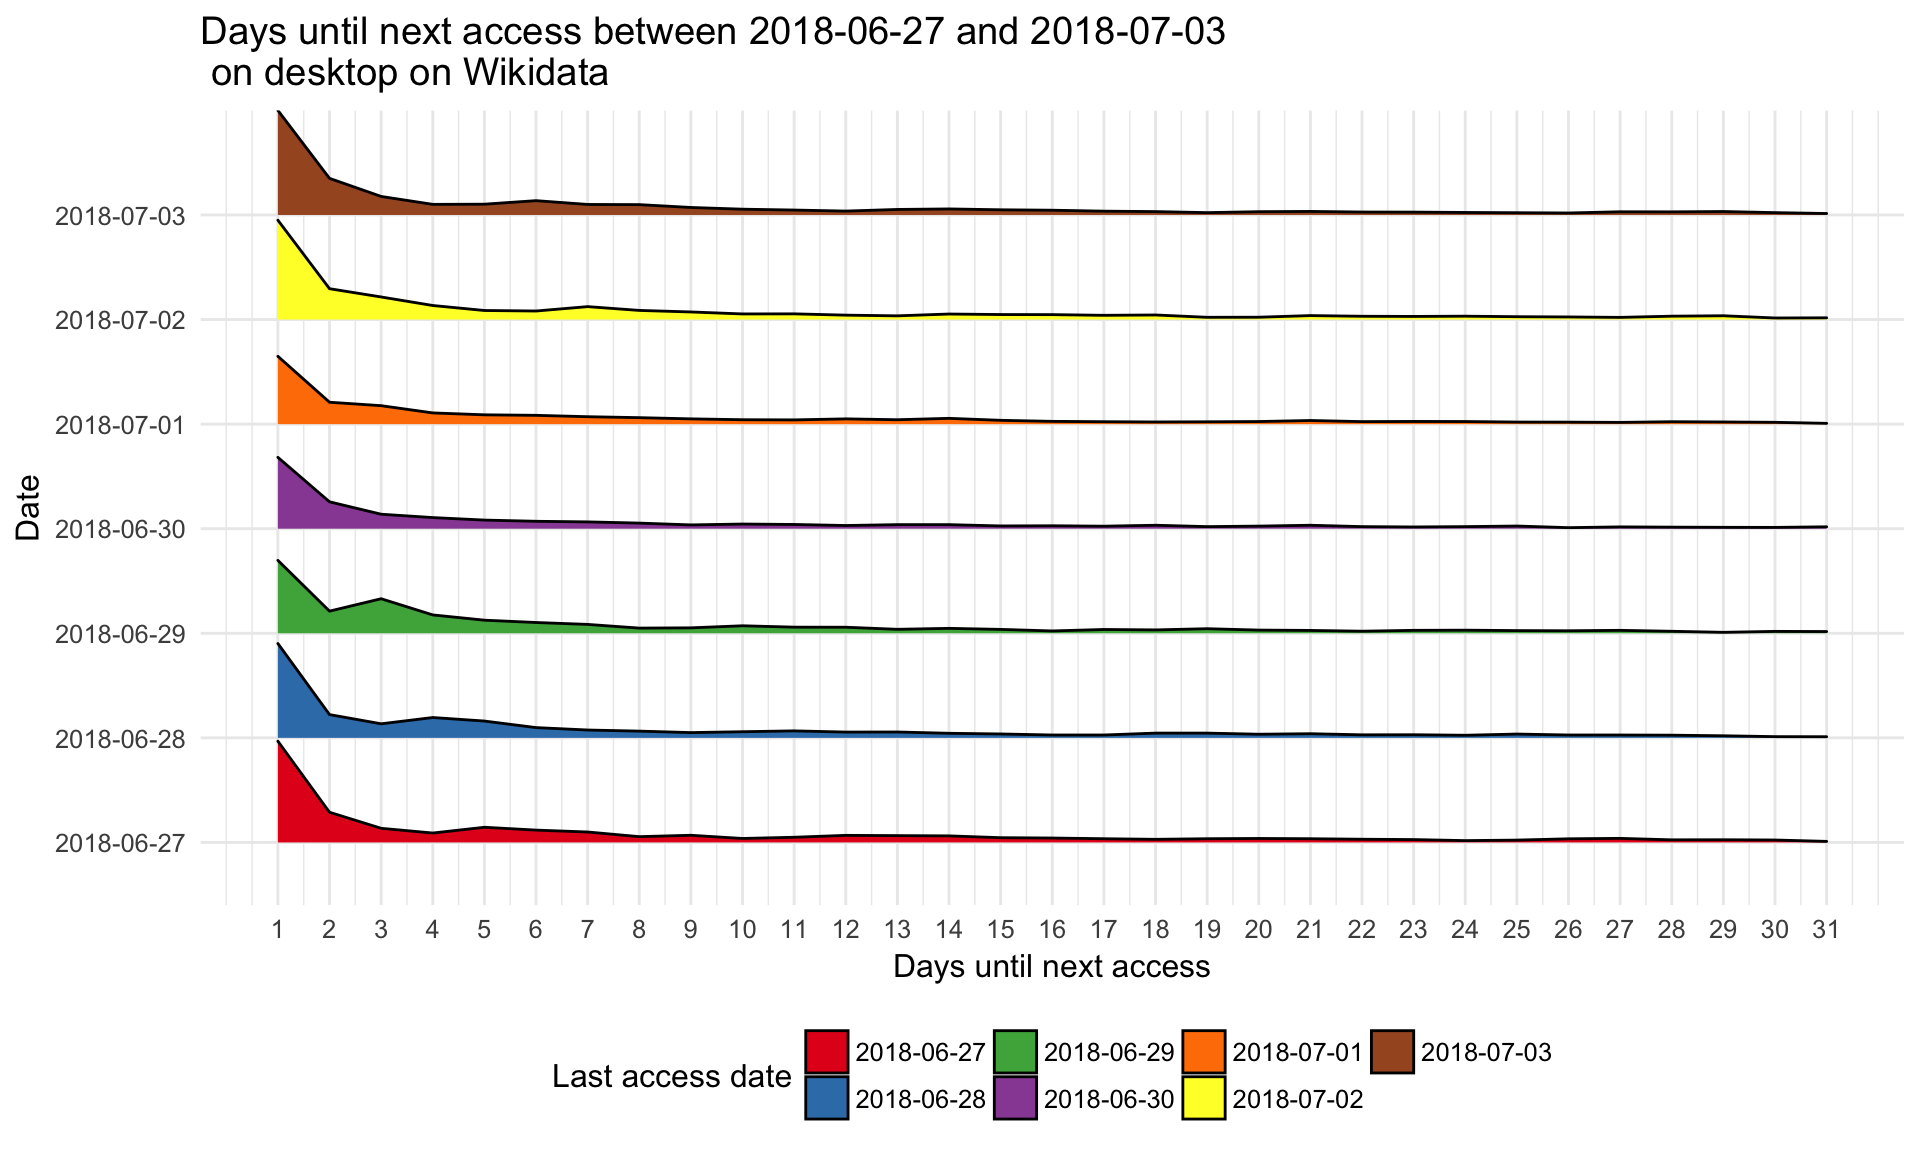 Days until next access between 2018-06-27 and 2018-07-03
on desktop on Wikidata
Date
2018-07-03
2018-07-02
2018-07-01
2018-06-30
2018-06-29
2018-06-28
2018-06-27
1 2 3 4 5 6 7 8 9 10 11 12 13 14 15 16 17 18 19 20 21 22 23 24 25 26 27 28 29 30 31
Days until next access
Last access date
2018-06-27 2018-06-29 2018-07-01 2018-07-03
2018-06-28 2018-06-30 2018-07-02